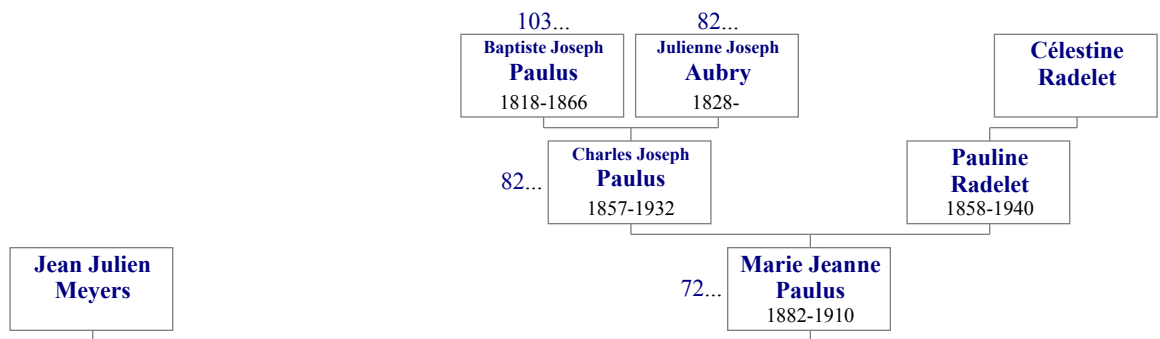 103...
82...
Baptiste Joseph
Paulus
1818-1866
Julienne Joseph
Aubry
1828-
Célestine
Radelet
82...
Charles Joseph
Paulus
1857-1932
Pauline
Radelet
1858-1940
Jean Julien
Meyers
72...
Marie Jeanne
Paulus
1882-1910